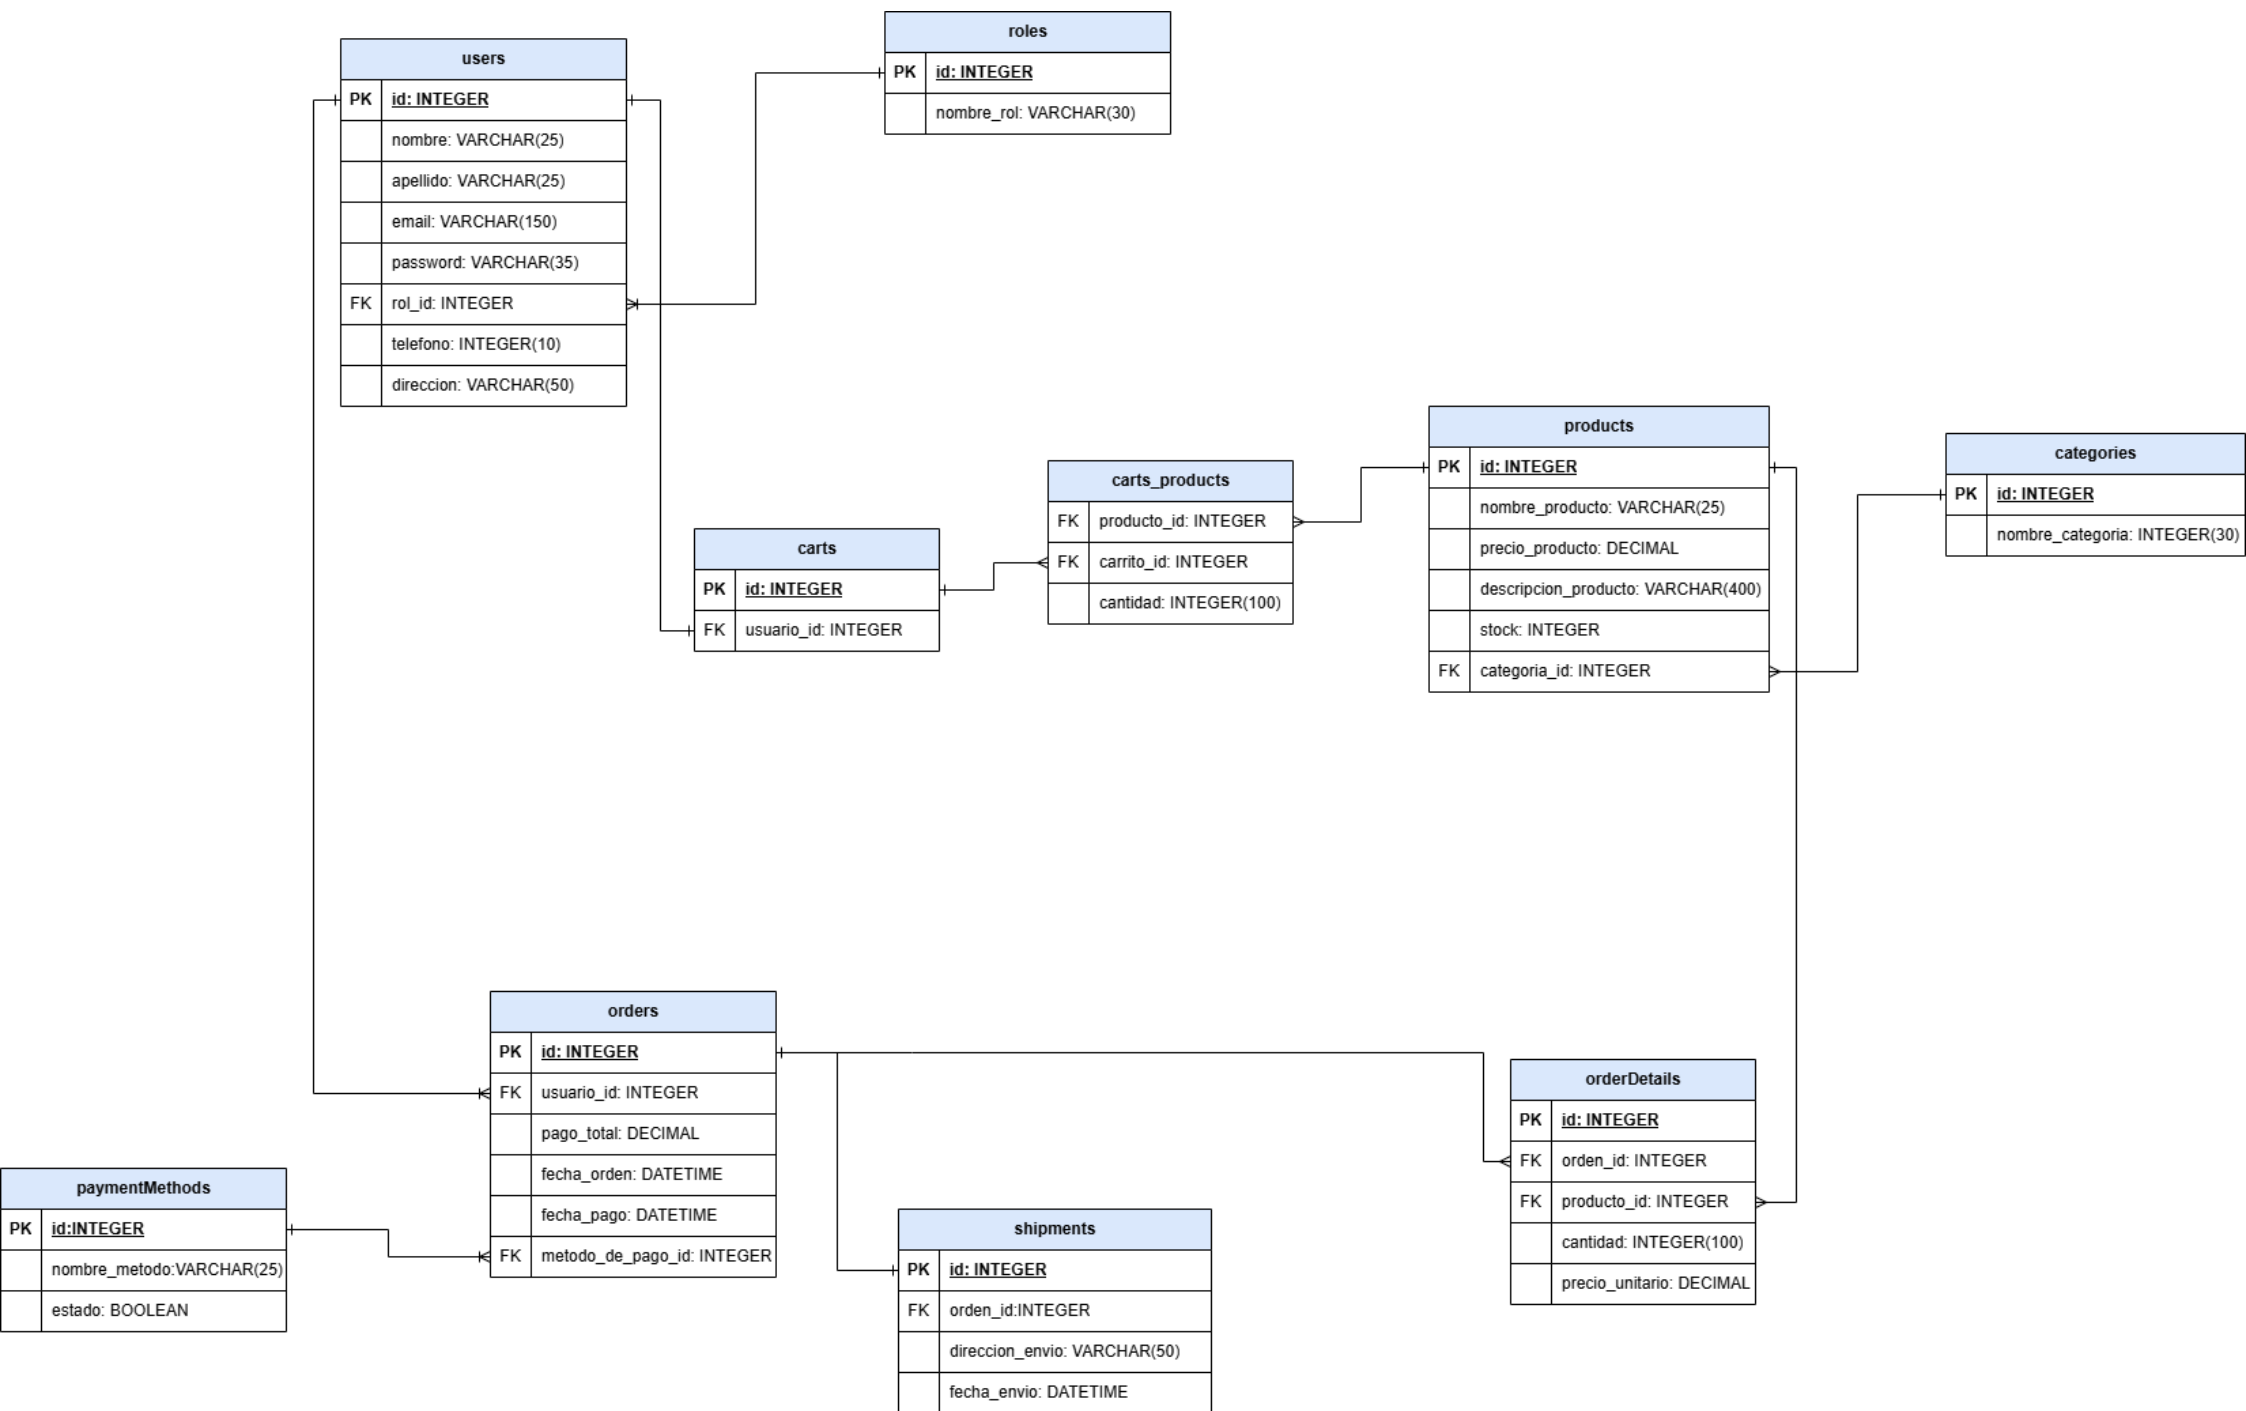 users
PK id: INTEGER
nombre: VARCHAR(25)
apellido: VARCHAR(25)
email: VARCHAR(150)
password: VARCHAR(35)
FK rol_id: INTEGER
telefono: INTEGER(10)
direccion: VARCHAR(50)
roles
PK id: INTEGER
nombre_rol: VARCHAR(30)
carts
PK id: INTEGER
FK usuario_id: INTEGER
carts_products
FK producto_id: INTEGER
FK carrito_id: INTEGER
cantidad: INTEGER(100)
products
PK id: INTEGER
nombre_producto: VARCHAR(25)
precio_producto: DECIMAL
descripcion_producto: VARCHAR(400)
stock: INTEGER
FK categoria_id: INTEGER
categories
PK id: INTEGER
nombre_categoria: INTEGER(30)
orders
PK id: INTEGER
FK usuario_id: INTEGER
pago_total: DECIMAL
fecha_orden: DATETIME
fecha_pago: DATETIME
FK metodo_de_pago_id: INTEGER
paymentMethods
PK id:INTEGER
nombre_metodo:VARCHAR(25)
estado: BOOLEAN
shipments
PK id: INTEGER
FK orden_id:INTEGER
direccion_envio: VARCHAR(50)
fecha_envio: DATETIME
orderDetails
PK id: INTEGER
FK orden_id: INTEGER
FK producto_id: INTEGER
cantidad: INTEGER(100)
precio_unitario: DECIMAL